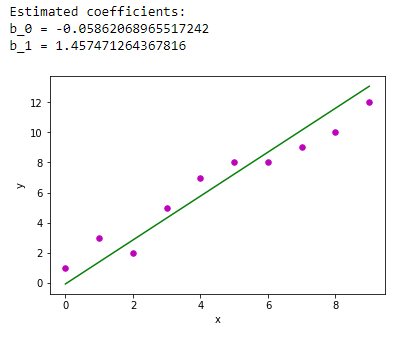 Estimated coefficients:
b_0 = -0.05862068965517242
b_1 = 1.457471264367816
12
10
8
6
4
2
0
y
0 2 4 6 8
x